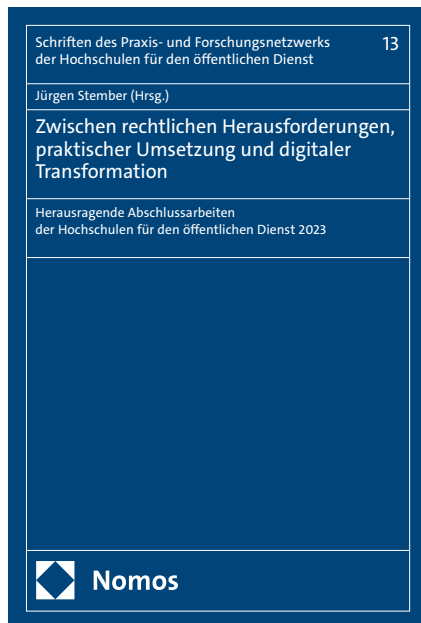 Schriften des Praxis- und Forschungsnetzwerks 13
der Hochschulen für den öffentlichen Dienst
Jürgen Stember (Hrsg.)
Zwischen rechtlichen Herausforderungen,
praktischer Umsetzung und digitaler
Transformation
Herausragende Abschlussarbeiten
der Hochschulen für den öffentlichen Dienst 2023
Nomos